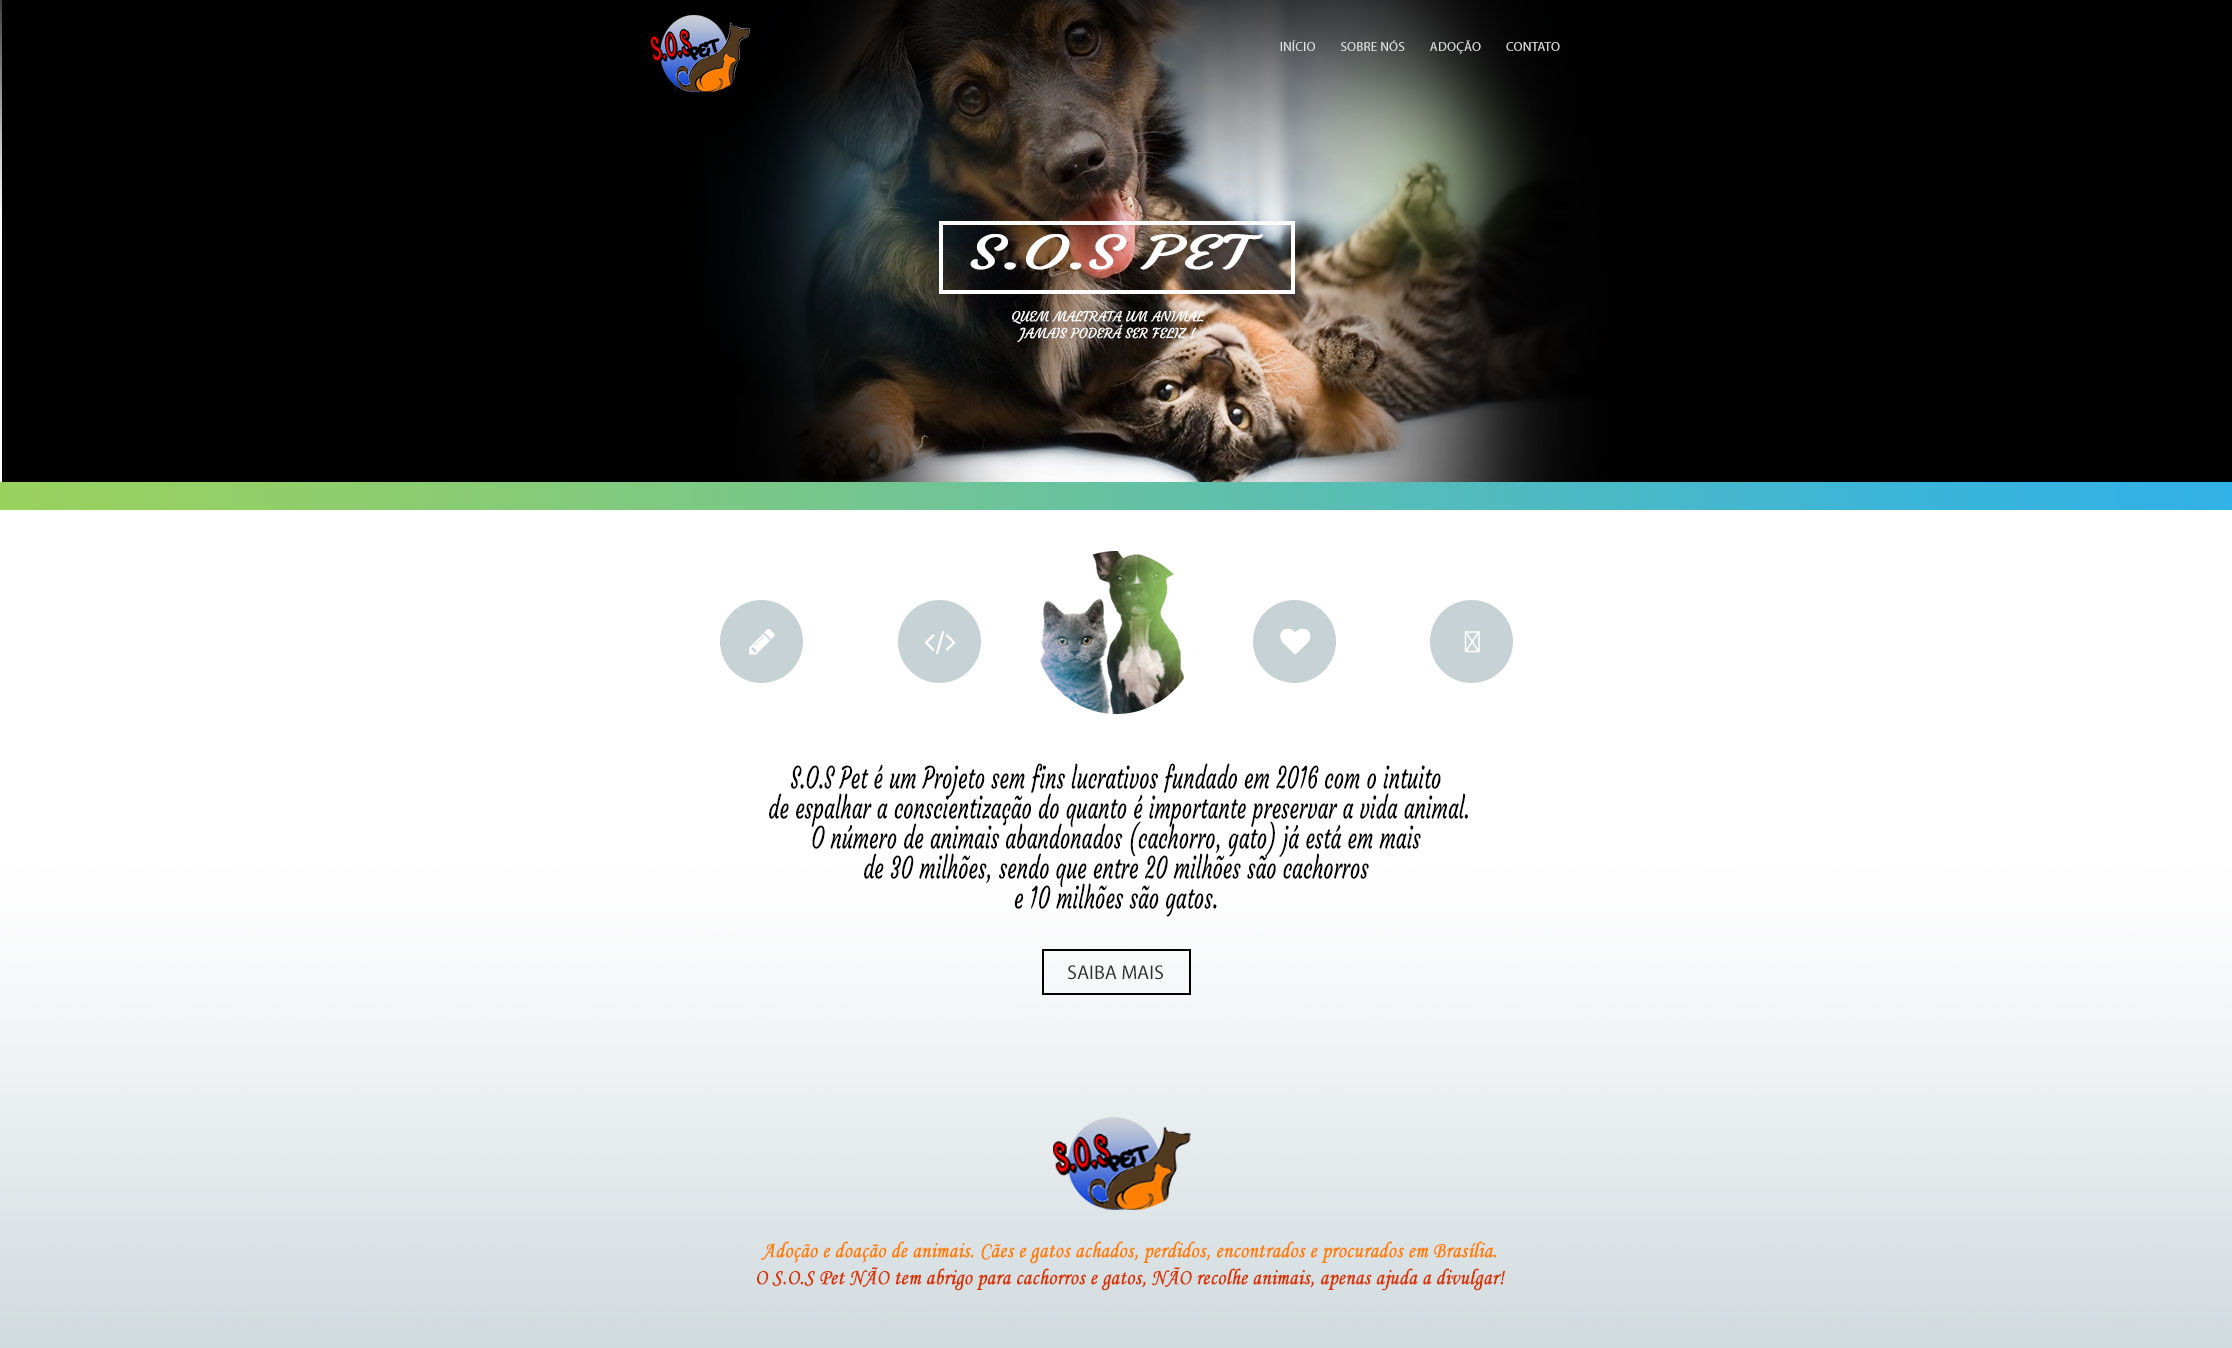 S.O.S PET
INÍCIO SOBRE NÓS ADOÇÃO CONTATO
S.O.S PET
QUEM MALTRATA UM ANIMAL
JAMAIS PODERÁ SER FELIZ !
S.O.S Pet é um Projeto sem fins lucrativos fundado em 2016 com o intuito
de espalhar a conscientização do quanto é importante preservar a vida animal.
O número de animais abandonados (cachorro, gato) já está em mais
de 30 milhões, sendo que entre 20 milhões são cachorros
e 10 milhões são gatos.
SAIBA MAIS
S.O.S PET
Adoção e doação de animais. Cães e gatos achados, perdidos, encontrados e procurados em Brasília.
O S.O.S Pet NÃO tem abrigo para cachorros e gatos, NÃO recolhe animais, apenas ajuda a divulgar!